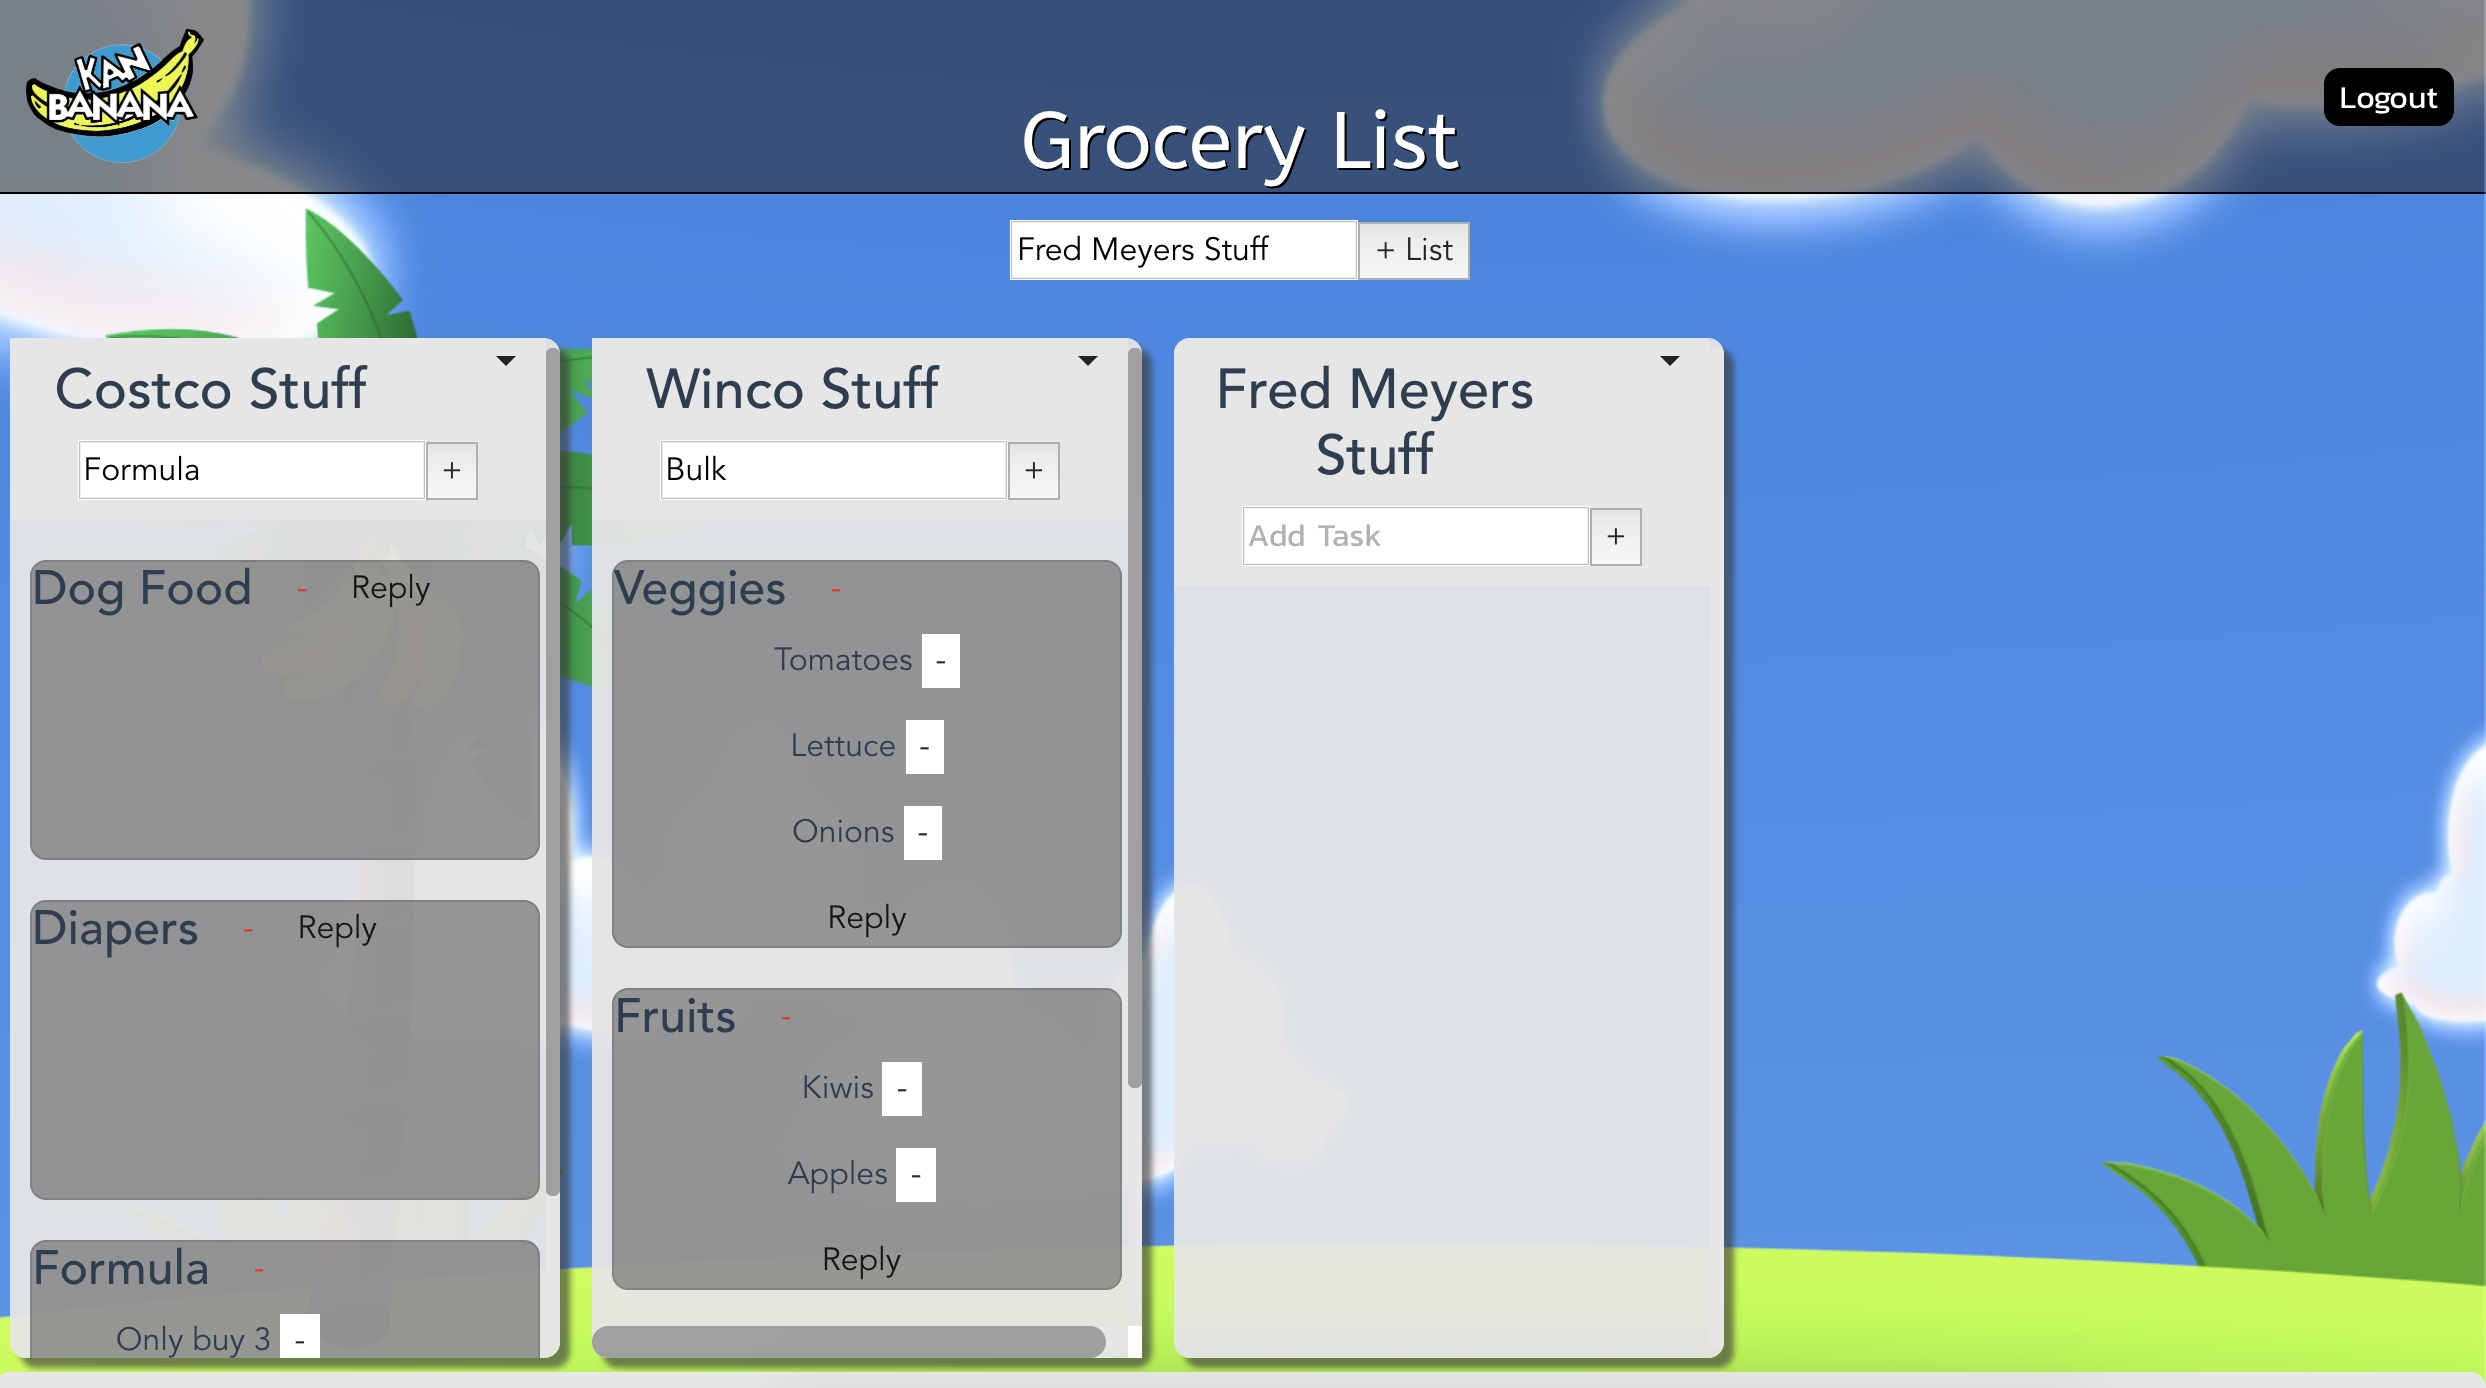 KAN
BANANA
Grocery List
Logout
Fred Meyers Stuff + List
Costco Stuff
Formula +
Dog Food - Reply
Diapers - Reply
Formula -
Only buy 3 -
Winco Stuff
Bulk +
Veggies -
Tomatoes -
Lettuce -
Onions -
Reply
Fruits -
Kiwis -
Apples -
Reply
Fred Meyers
Stuff
Add Task +